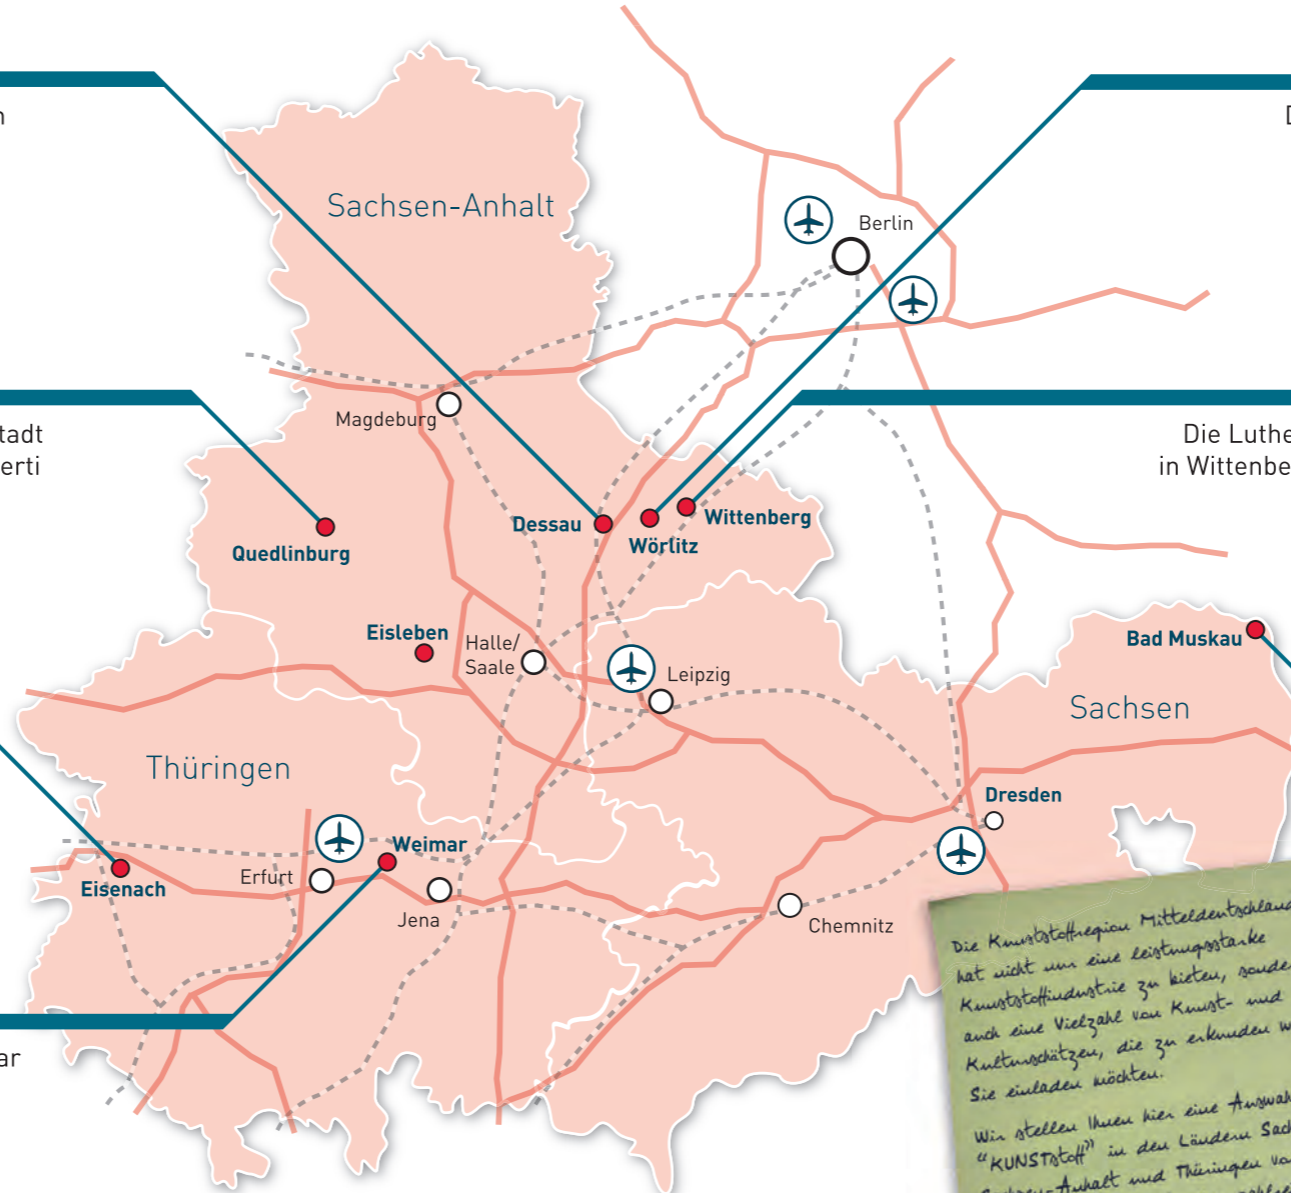 Sachsen-Anhalt
Berlin
tadt
erti
Magdeburg
Die Luthe
in Wittenbe
Dessau
Wörlitz
Wittenberg
Quedlinburg
Eisleben
Halle/
Saale
Leipzig
Bad Muskau
Sachsen
Thüringen
Dresden
Weimar
Erfurt
Eisenach
Jena
Chemnitz
ar
Die Kunststoffregion Mitteldeutschland
hat nicht nur eine leistungsstarke
Kunststoffindustrie zu bieten, sonde
auch eine Vielzahl von Kunst- und
Kulturschätzen, die zu erkunden w
Sie einladen möchten.
Wir stellen Ihnen hier eine Auswah
"KUNSTstoff" in den Ländern Sach
Sachsen-Anhalt und Thüringen vo